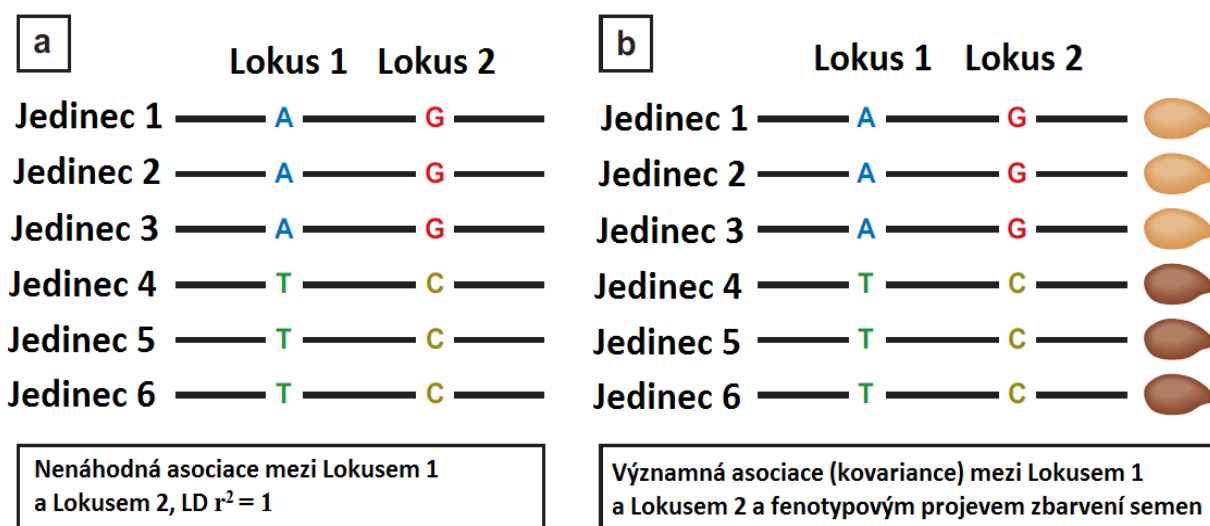 a
Lokus 1 Lokus 2
Jedinec 1 A G
Jedinec 2 A G
Jedinec 3 A G
Jedinec 4 T C
Jedinec 5 T C
Jedinec 6 T C
Nenáhodná asociace mezi Lokusem 1
a Lokusem 2, LD r² = 1
b
Lokus 1 Lokus 2
Jedinec 1 A G
Jedinec 2 A G
Jedinec 3 A G
Jedinec 4 T C
Jedinec 5 T C
Jedinec 6 T C
Významná asociace (kovariance) mezi Lokusem 1
a Lokusem 2 a fenotypovým projevem zbarvení semen